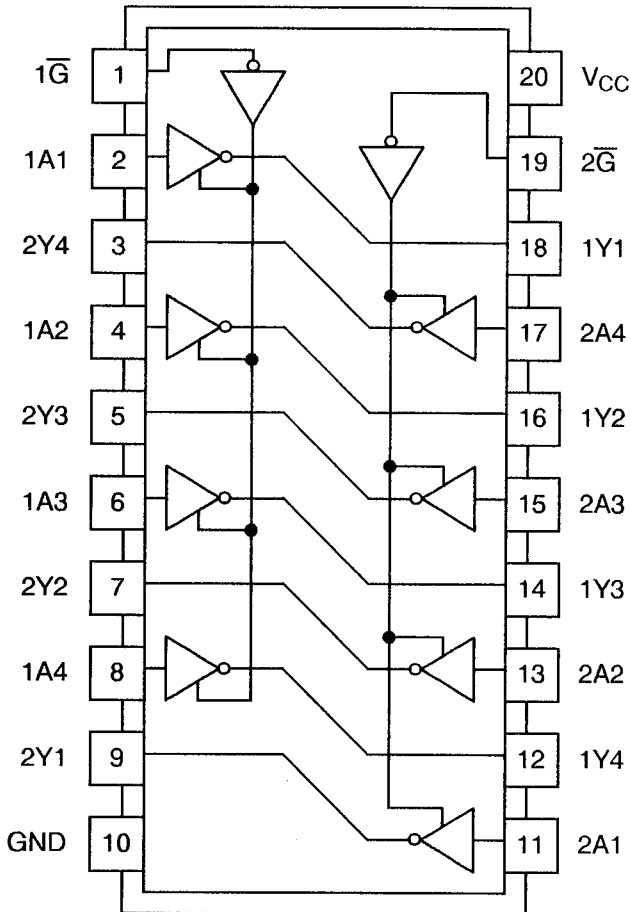 1G̅ 1 20 VCC
1A1 2 19 2G̅
2Y4 3 18 1Y1
1A2 4 17 2A4
2Y3 5 16 1Y2
1A3 6 15 2A3
2Y2 7 14 1Y3
1A4 8 13 2A2
2Y1 9 12 1Y4
GND 10 11 2A1